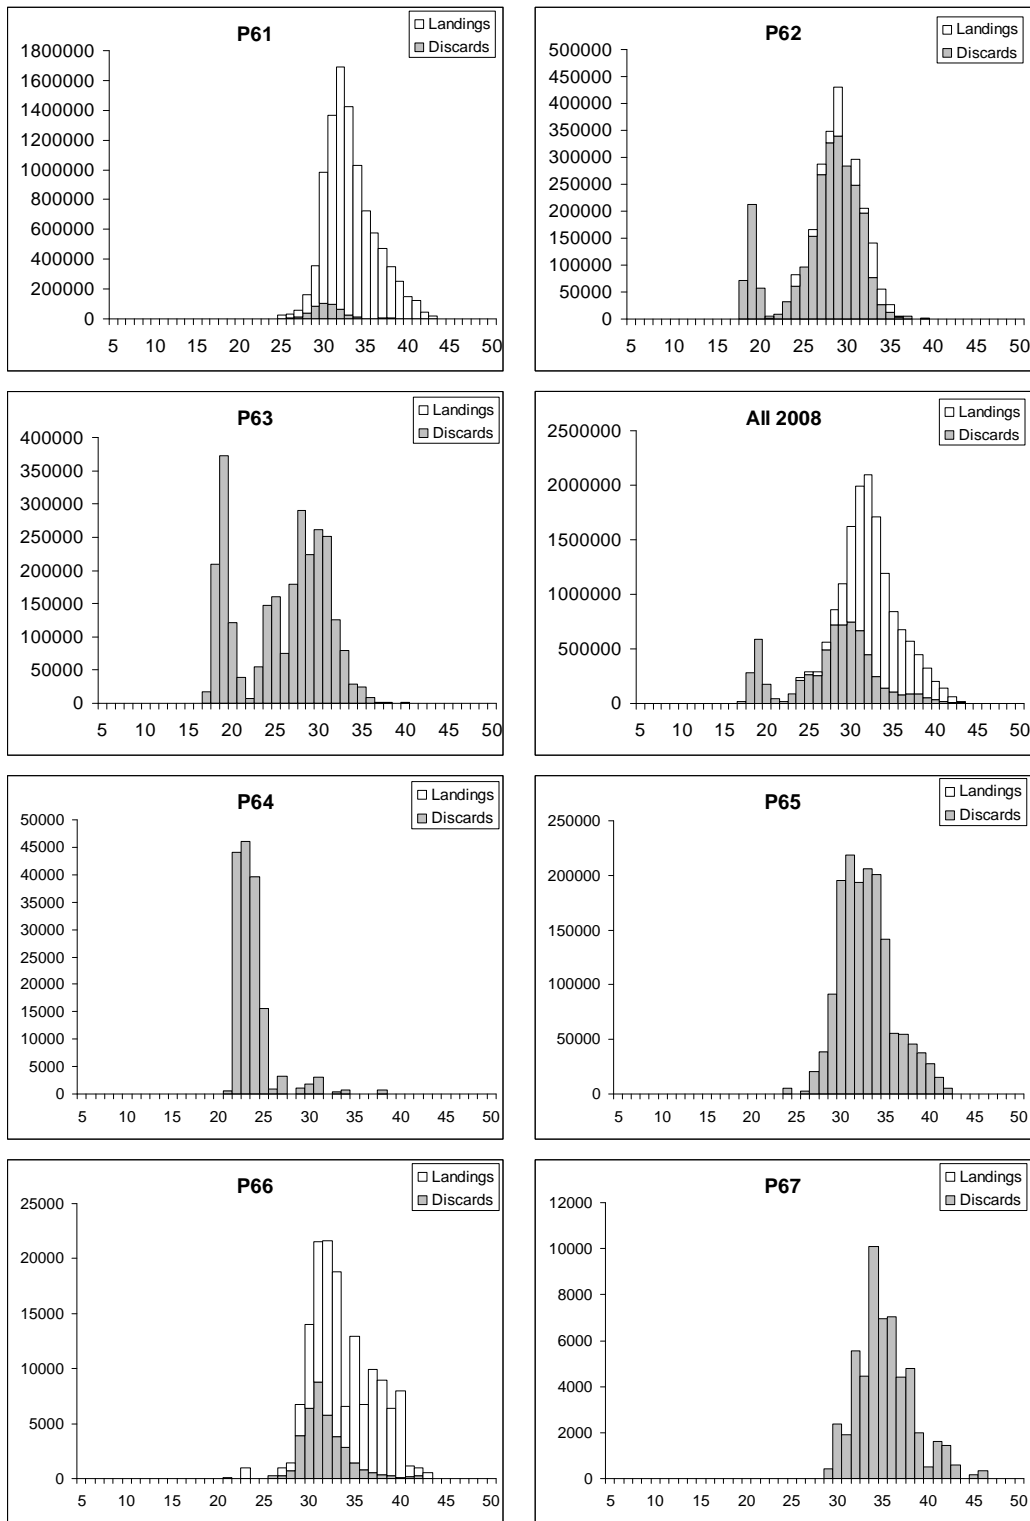 P61
Landings
Discards
1800000
1600000
1400000
1200000
1000000
800000
600000
400000
200000
0
5 10 15 20 25 30 35 40 45 50
P62
Landings
Discards
500000
450000
400000
350000
300000
250000
200000
150000
100000
50000
0
5 10 15 20 25 30 35 40 45 50
P63
Landings
Discards
400000
350000
300000
250000
200000
150000
100000
50000
0
5 10 15 20 25 30 35 40 45 50
All 2008
Landings
Discards
2500000
2000000
1500000
1000000
500000
0
5 10 15 20 25 30 35 40 45 50
P64
Landings
Discards
50000
45000
40000
35000
30000
25000
20000
15000
10000
5000
0
5 10 15 20 25 30 35 40 45 50
P65
Landings
Discards
250000
200000
150000
100000
50000
0
5 10 15 20 25 30 35 40 45 50
P66
Landings
Discards
25000
20000
15000
10000
5000
0
5 10 15 20 25 30 35 40 45 50
P67
Landings
Discards
12000
10000
8000
6000
4000
2000
0
5 10 15 20 25 30 35 40 45 50